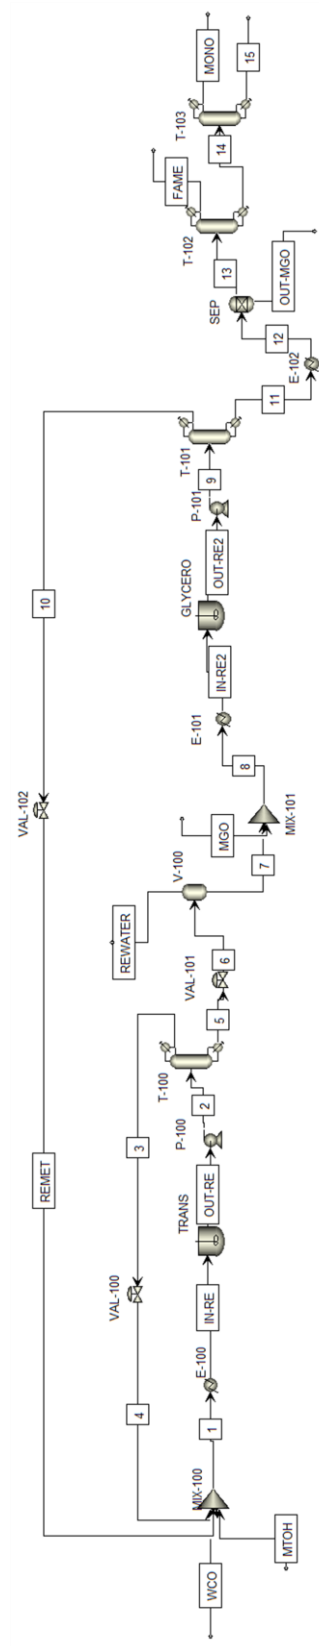 WCO
MTOH
MIX-100
1
E-100
IN-RE
TRANS
OUT-RE
P-100
2
T-100
3
VAL-100
4
5
VAL-101
6
V-100
REWATER
7
MGO
MIX-101
8
E-101
IN-RE2
GLYCERO
OUT-RE2
P-101
9
T-101
10
VAL-102
REMET
11
E-102
12
SEP
OUT-MGO
13
T-102
FAME
14
T-103
MONO
15